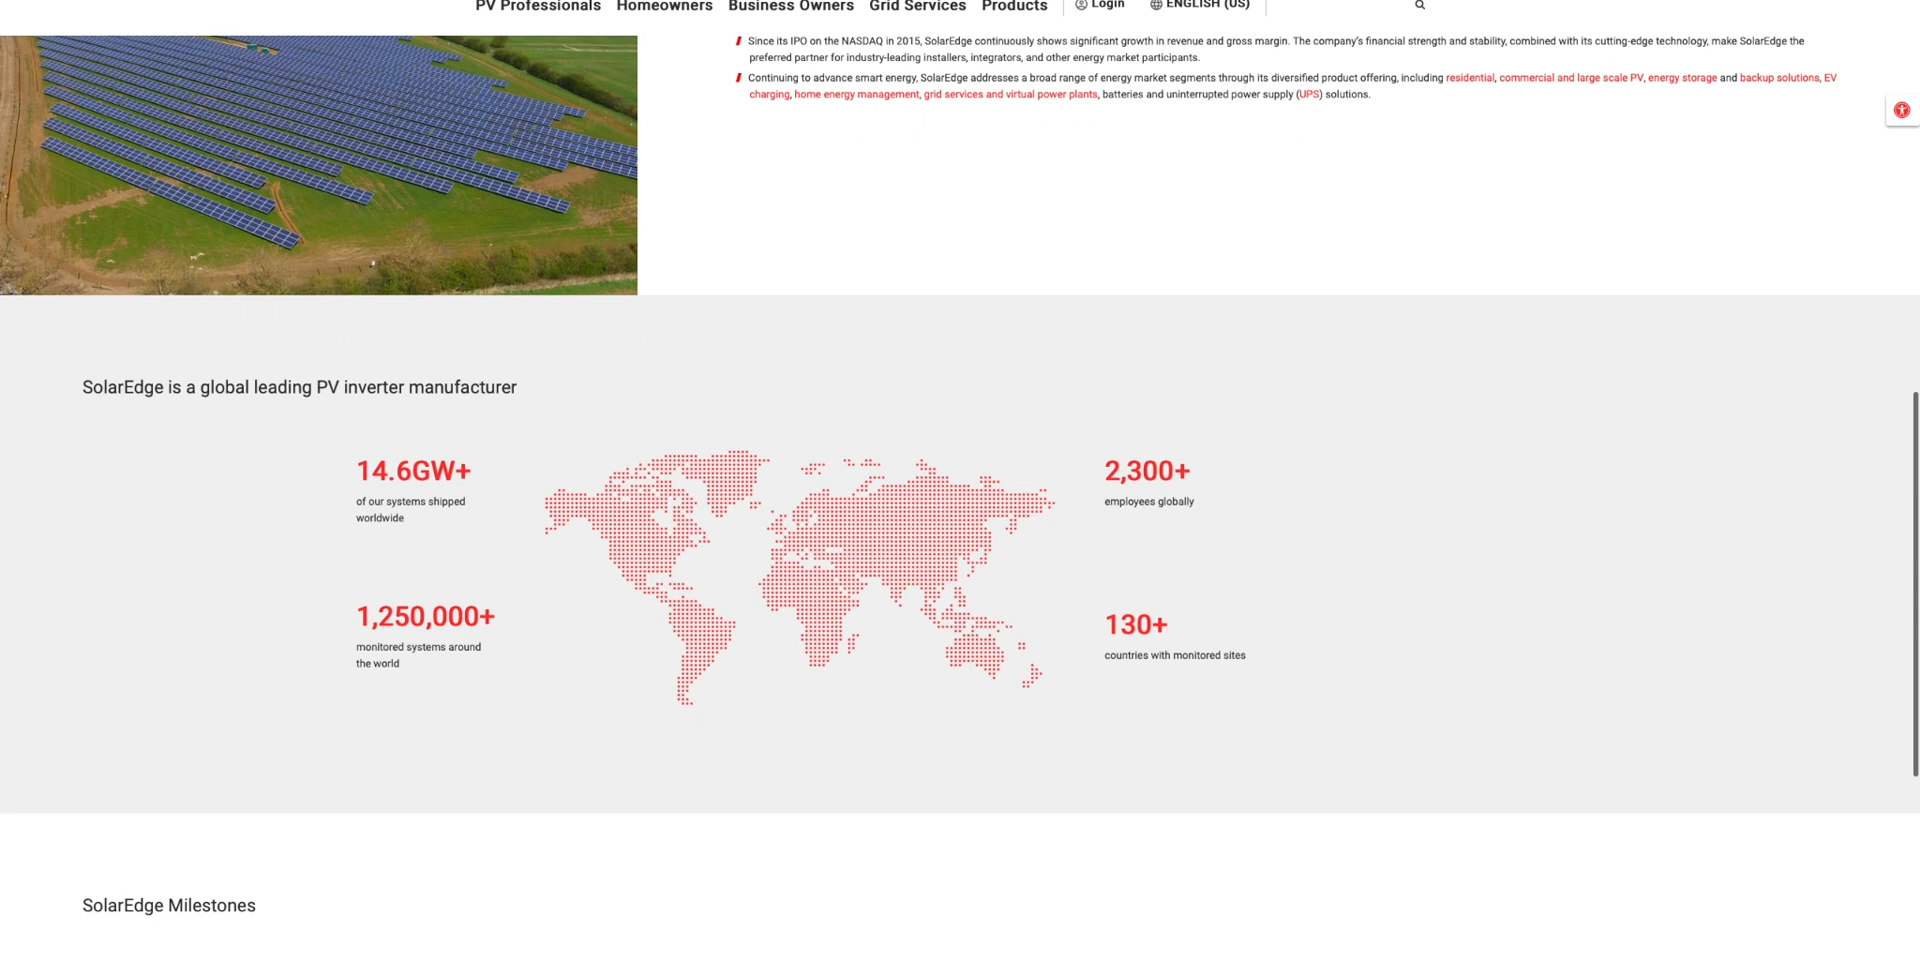 PV Professionals Homeowners Business Owners Grid Services Products Login ENGLISH (US)
Since its IPO on the NASDAQ in 2015, SolarEdge continuously shows significant growth in revenue and gross margin. The company's financial strength and stability, combined with its cutting-edge technology, make SolarEdge the
preferred partner for industry-leading installers, integrators, and other energy market participants.
Continuing to advance smart energy, SolarEdge addresses a broad range of energy market segments through its diversified product offering, including residential, commercial and large scale PV, energy storage and backup solutions, EV
charging, home energy management, grid services and virtual power plants, batteries and uninterrupted power supply (UPS) solutions.
SolarEdge is a global leading PV inverter manufacturer
14.6GW+
of our systems shipped
worldwide
2,300+
employees globally
1,250,000+
monitored systems around
the world
130+
countries with monitored sites
SolarEdge Milestones